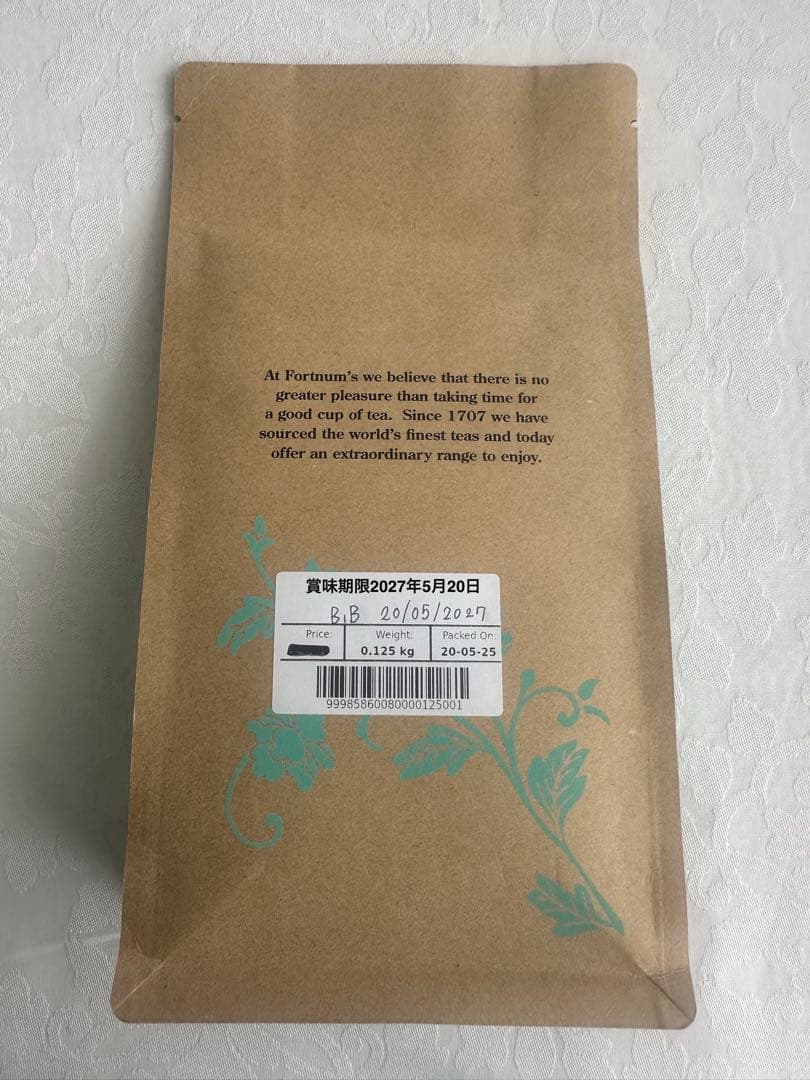 At Fortnum's we believe that there is no
greater pleasure than taking time for
a good cup of tea. Since 1707 we have
sourced the world's finest teas and today
offer an extraordinary range to enjoy.
賞味期限2027年5月20日
B,B 20/05/2027
Price: Weight: Packed On:
0.125 kg 20-05-25
99985860080000125001